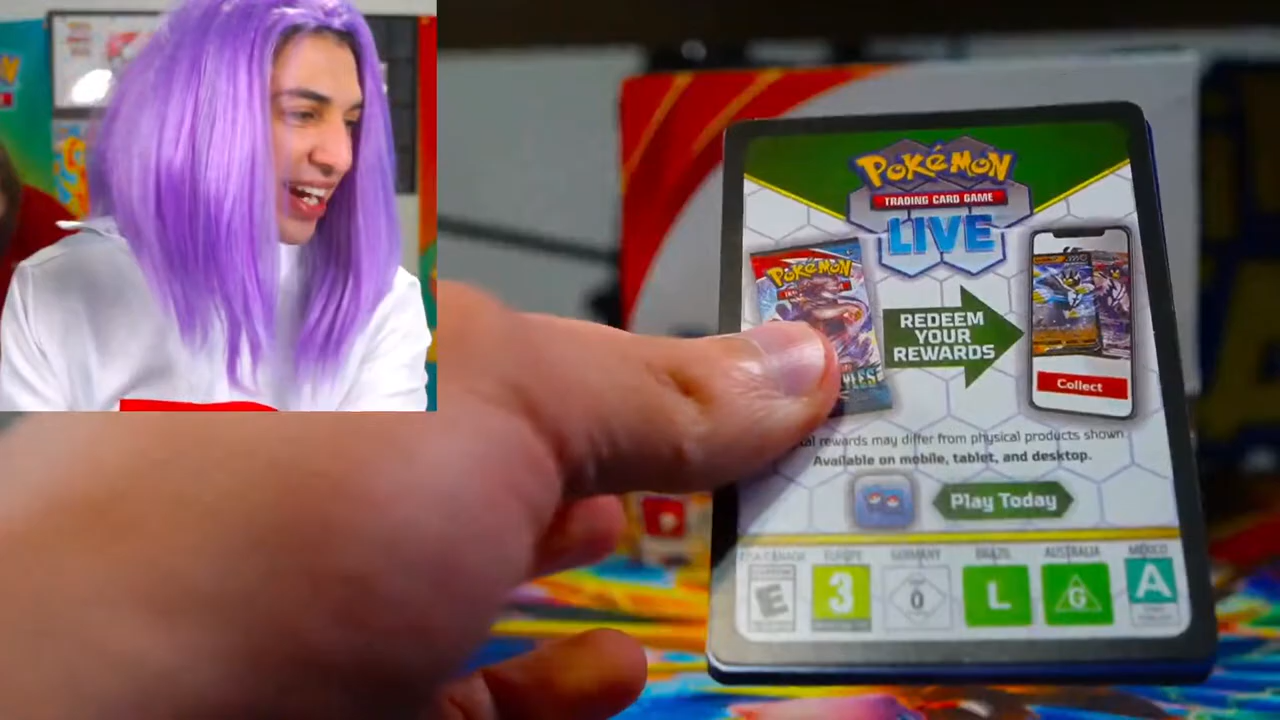 POKÉMON
TRADING CARD GAME
LIVE
POKÉMON
REDEEM
YOUR
REWARDS
Collect
rewards may differ from physical products shown
Available on mobile, tablet, and desktop.
Play Today
EUROPE GERMANY BRAZIL AUSTRALIA MEXICO
E 3 0 L G A